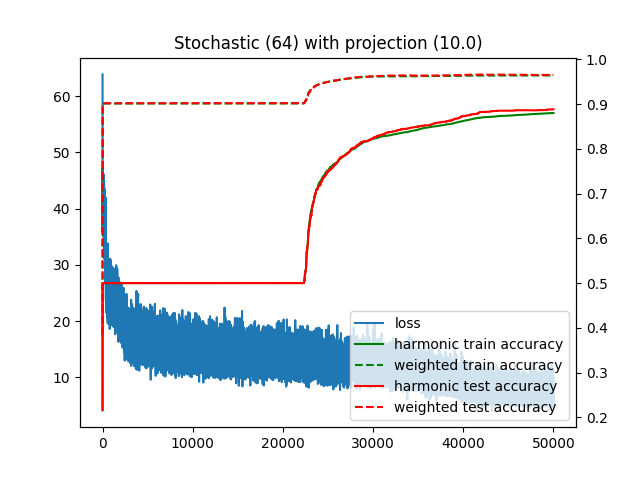 Stochastic (64) with projection (10.0)
60
50
40
30
20
10
1.0
0.9
0.8
0.7
0.6
0.5
0.4
0.3
0.2
loss
harmonic train accuracy
weighted train accuracy
harmonic test accuracy
weighted test accuracy
0 10000 20000 30000 40000 50000